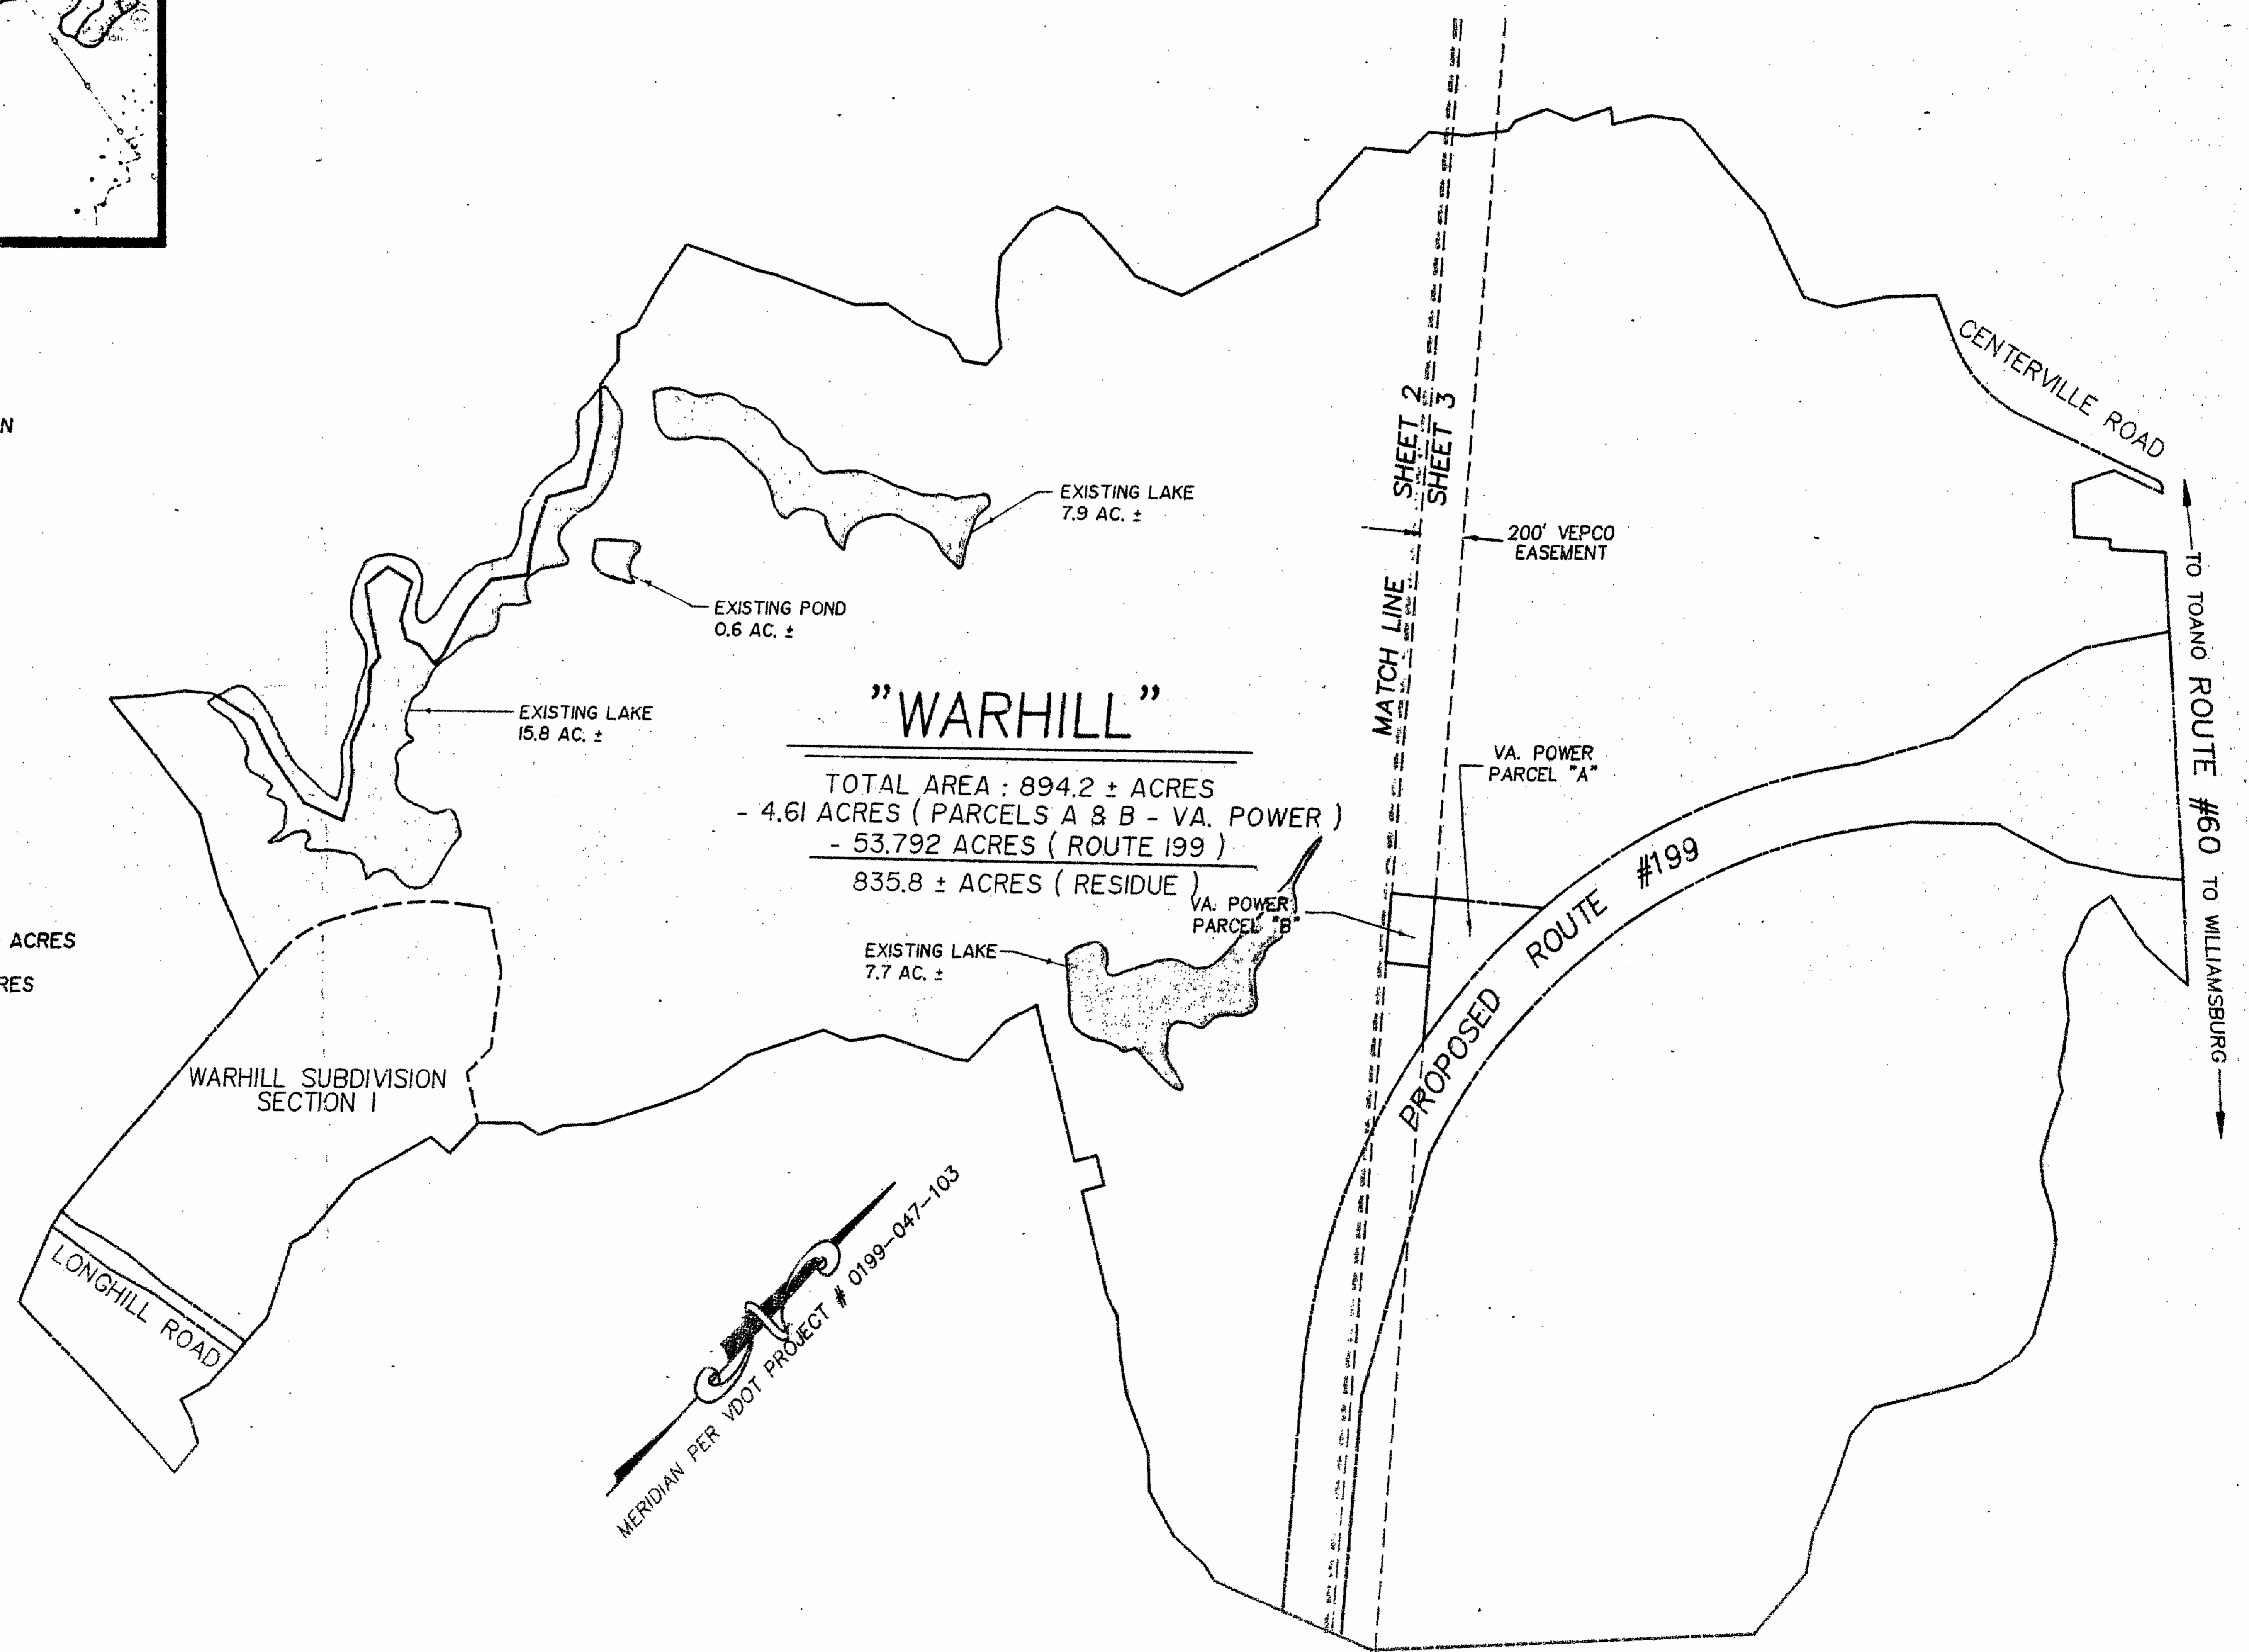 N
ACRES
RES
CENTERVILLE ROAD
SHEET 2
SHEET 3
EXISTING LAKE
7.9 AC. ±
200' VEPCO
EASEMENT
EXISTING POND
0.6 AC. ±
MATCH LINE
TO TOANO
ROUTE #60
TO WILLIAMSBURG
EXISTING LAKE
15.8 AC. ±
"WARHILL"
TOTAL AREA : 894.2 ± ACRES
- 4.61 ACRES ( PARCELS A & B - VA. POWER )
- 53.792 ACRES ( ROUTE 199 )
835.8 ± ACRES ( RESIDUE )
VA. POWER
PARCEL "A"
VA. POWER
PARCEL "B"
EXISTING LAKE
7.7 AC. ±
PROPOSED ROUTE #199
WARHILL SUBDIVISION
SECTION 1
LONGHILL ROAD
MERIDIAN PER VDOT PROJECT # 0199-047-103